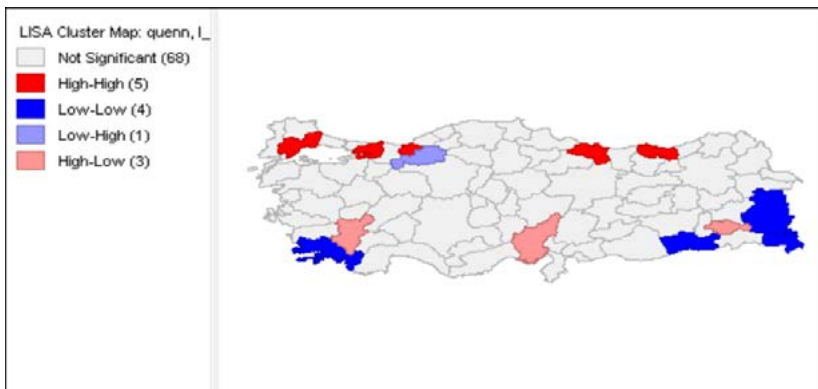 LISA Cluster Map: quenn, I_
Not Significant (68)
High-High (5)
Low-Low (4)
Low-High (1)
High-Low (3)